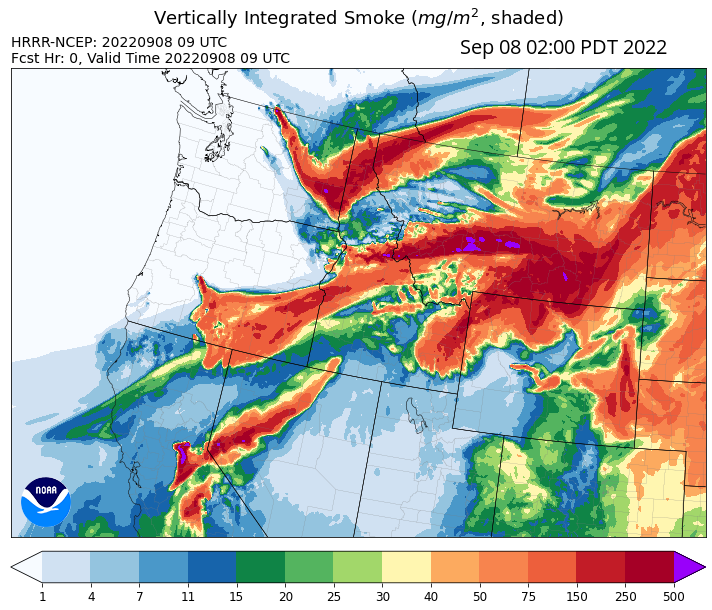 Vertically Integrated Smoke (mg/m², shaded)
HRRR-NCEP: 20220908 09 UTC
Fcst Hr: 0, Valid Time 20220908 09 UTC
Sep 08 02:00 PDT 2022
NOAA
1 4 7 11 15 20 25 30 40 50 75 150 250 500